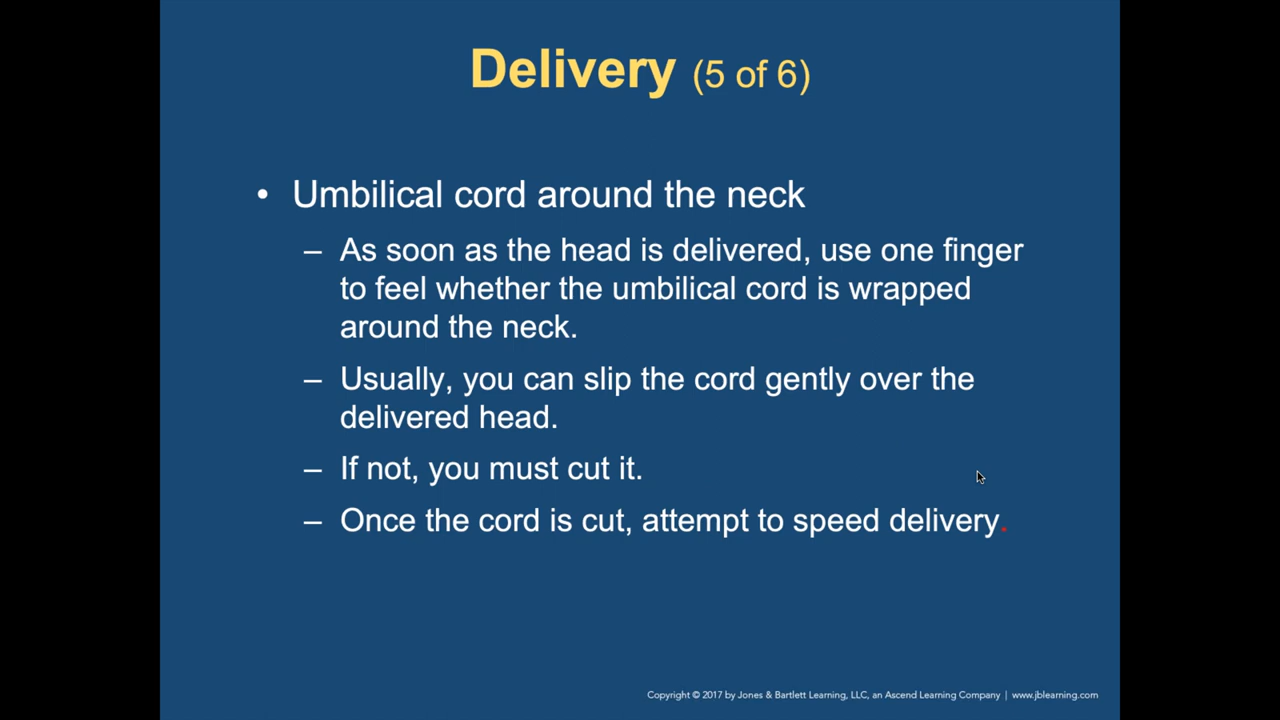 Delivery (5 of 6)
• Umbilical cord around the neck
– As soon as the head is delivered, use one finger
to feel whether the umbilical cord is wrapped
around the neck.
– Usually, you can slip the cord gently over the
delivered head.
– If not, you must cut it.
– Once the cord is cut, attempt to speed delivery.
Copyright © 2017 by Jones & Bartlett Learning, LLC, an Ascend Learning Company | www.jblearning.com